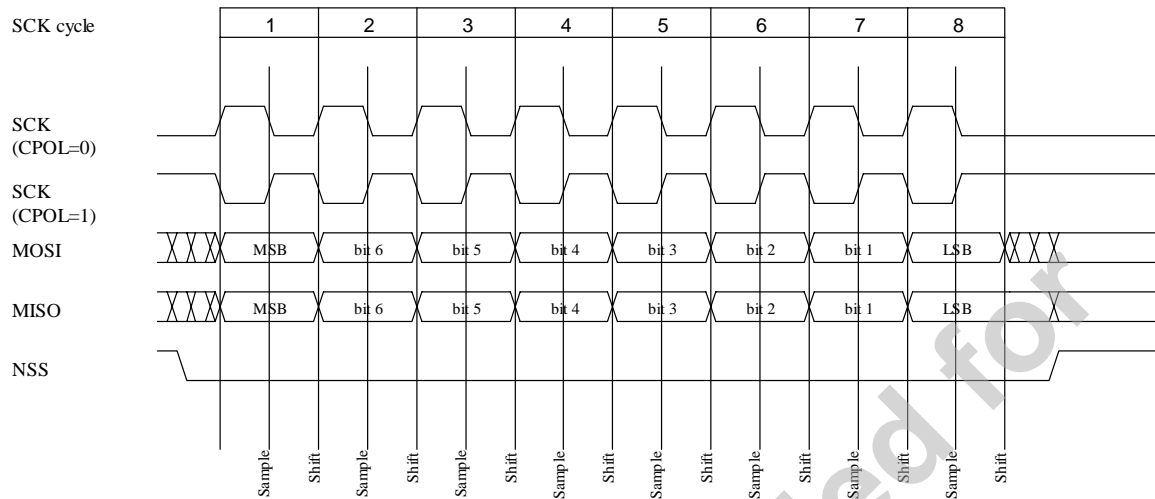 SCK cycle 1 2 3 4 5 6 7 8
SCK
(CPOL=0)
SCK
(CPOL=1)
MOSI MSB bit 6 bit 5 bit 4 bit 3 bit 2 bit 1 LSB
MISO MSB bit 6 bit 5 bit 4 bit 3 bit 2 bit 1 LSB
NSS
Sample Shift Sample Shift Sample Shift Sample Shift Sample Shift Sample Shift Sample Shift Sample Shift
for